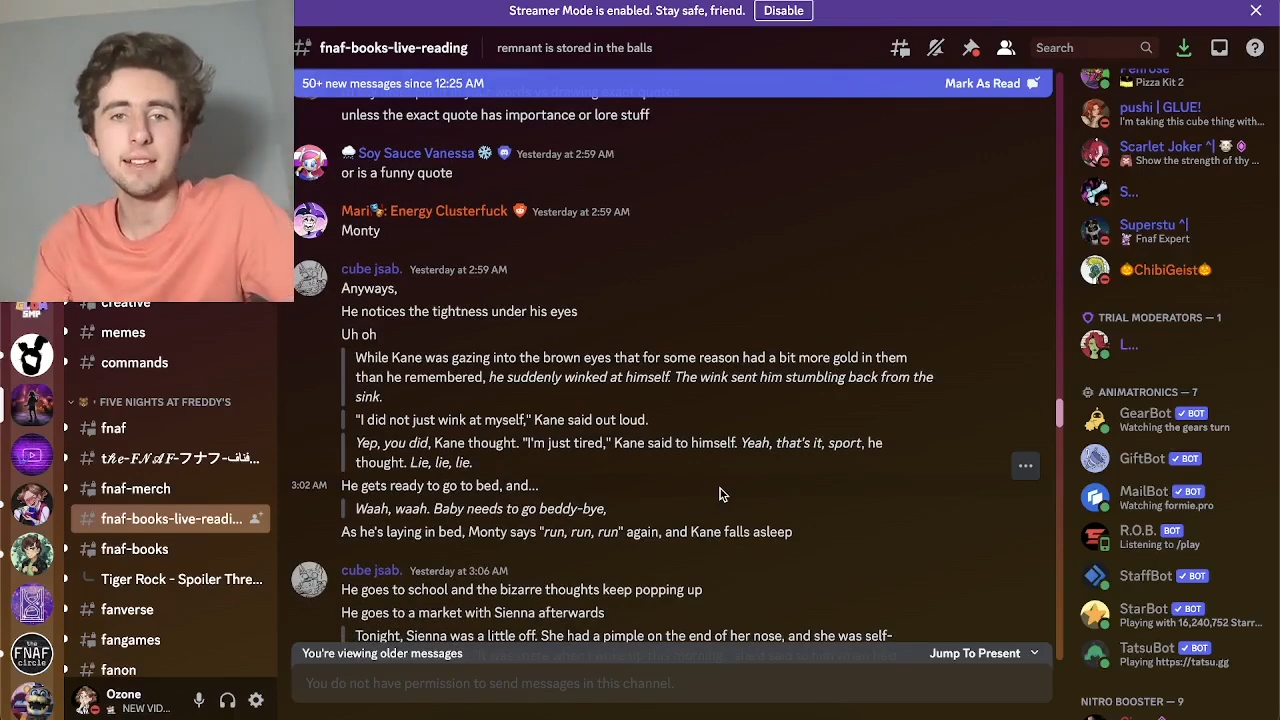 Streamer Mode is enabled. Stay safe, friend.
Disable
fnaf-books-live-reading
remnant is stored in the balls
Search
50+ new messages since 12:25 AM
Mark As Read
unless the exact quote has importance or lore stuff
Soy Sauce Vanessa
Yesterday at 2:59 AM
or is a funny quote
Mari: Energy Clusterfuck
Yesterday at 2:59 AM
Monty
cube jsab.
Yesterday at 2:59 AM
Anyways,
He notices the tightness under his eyes
Uh oh
While Kane was gazing into the brown eyes that for some reason had a bit more gold in them
than he remembered, he suddenly winked at himself. The wink sent him stumbling back from the
sink.
"I did not just wink at myself," Kane said out loud.
Yep, you did, Kane thought. "I'm just tired," Kane said to himself. Yeah, that's it, sport, he
thought. Lie, lie, lie.
3:02 AM
He gets ready to go to bed, and...
Waah, waah. Baby needs to go beddy-bye,
As he's laying in bed, Monty says "run, run, run" again, and Kane falls asleep
cube jsab.
Yesterday at 3:06 AM
He goes to school and the bizarre thoughts keep popping up
He goes to a market with Sienna afterwards
Tonight, Sienna was a little off. She had a pimple on the end of her nose, and she was self-
You're viewing older messages
Jump To Present
You do not have permission to send messages in this channel.
SMP
creative
memes
commands
FIVE NIGHTS AT FREDDY'S
fnaf
fnaf-merch
fnaf-books-live-readi...
fnaf-books
Tiger Rock - Spoiler Thre...
fanverse
fangames
fanon
the
FNAF
circle
Ozone
NEW VID...
Penrose
Pizza Kit 2
pushi | GLUE!
I'm taking this cube thing with...
Scarlet Joker ^|
Show the strength of thy ...
S...
Superstu ^|
Fnaf Expert
ChibiGeist
TRIAL MODERATORS — 1
L...
ANIMATRONICS — 7
GearBot
BOT
Watching the gears turn
GiftBot
BOT
MailBot
BOT
Watching formie.pro
R.O.B.
BOT
Listening to /play
StaffBot
BOT
StarBot
BOT
Playing with 16,240,752 Starr...
TatsuBot
BOT
Playing https://tatsu.gg
NITRO BOOSTER — 9